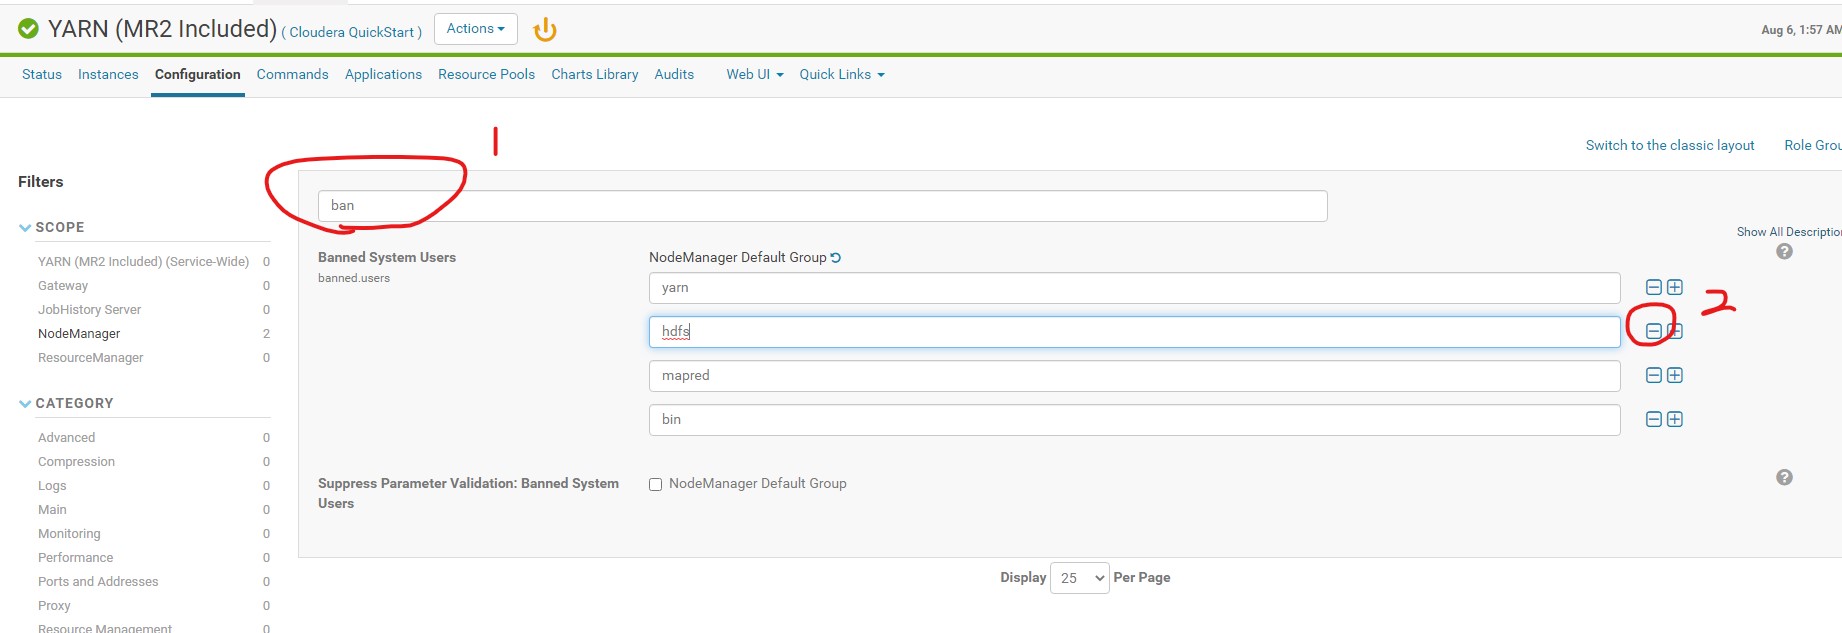 YARN (MR2 Included) ( Cloudera QuickStart ) Actions
Aug 6, 1:57 AM
Status Instances Configuration Commands Applications Resource Pools Charts Library Audits Web UI Quick Links
1
Switch to the classic layout Role Grou
Filters
ban
SCOPE
Show All Description
YARN (MR2 Included) (Service-Wide) 0
Gateway 0
JobHistory Server 0
NodeManager 2
ResourceManager 0
Banned System Users
banned.users
NodeManager Default Group
yarn
hdfs
mapred
bin
2
CATEGORY
Advanced 0
Compression 0
Logs 0
Main 0
Monitoring 0
Performance 0
Ports and Addresses 0
Proxy 0
Resource Management 0
Suppress Parameter Validation: Banned System
Users
NodeManager Default Group
Display 25 Per Page